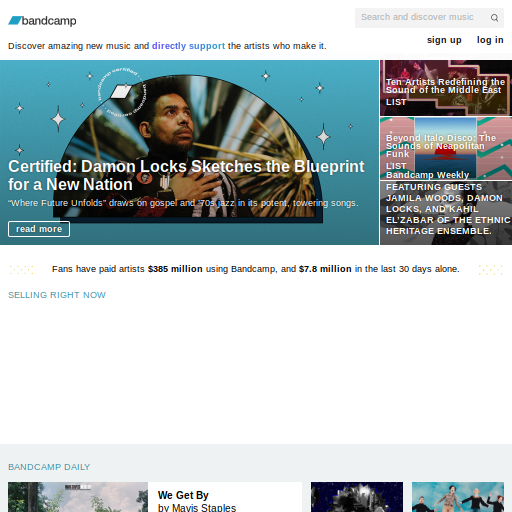 bandcamp
Search and discover music
Discover amazing new music and directly support the artists who make it.
sign up log in
Certified: Damon Locks Sketches the Blueprint
for a New Nation
“Where Future Unfolds” draws on gospel and ’70s jazz in its potent, towering songs.
read more
Ten Artists Redefining the
Sound of the Middle East
LIST
Beyond Italo Disco: The
Sounds of Neapolitan
Funk
LIST
Bandcamp Weekly
FEATURING GUESTS
JAMILA WOODS, DAMON
LOCKS, AND KAHIL
EL'ZABAR OF THE ETHNIC
HERITAGE ENSEMBLE.
Fans have paid artists $385 million using Bandcamp, and $7.8 million in the last 30 days alone.
SELLING RIGHT NOW
BANDCAMP DAILY
We Get By
by Mavis Staples